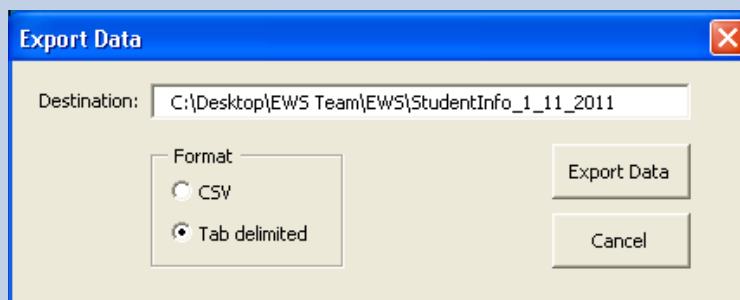 Export Data
Destination: C:\Desktop\EWS Team\EWS\StudentInfo_1_11_2011
Format
CSV
Tab delimited
Export Data
Cancel